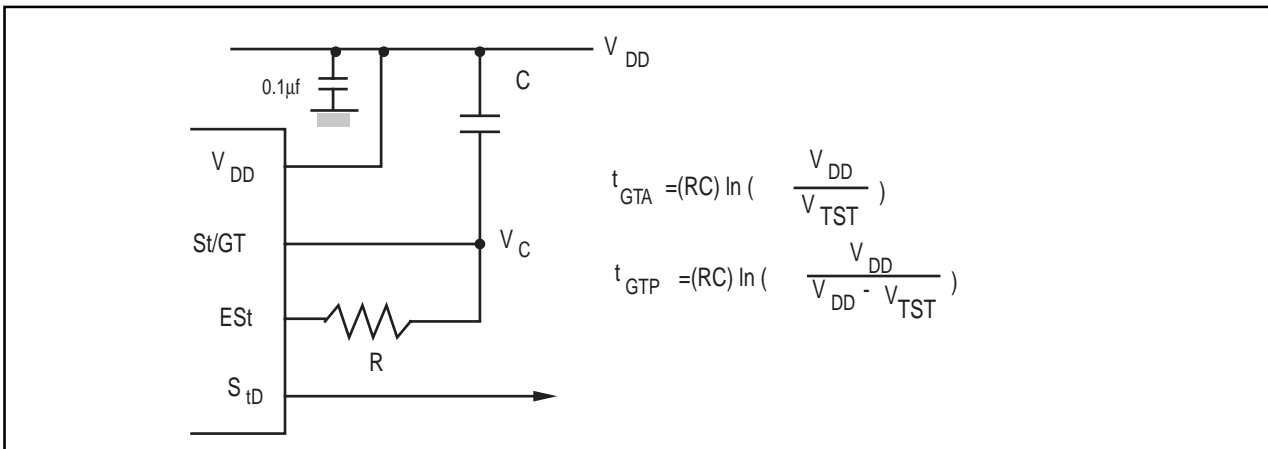 V DD
0.1µf
C
V DD
St/GT
V C
ESt
R
S tD
t GTA =(RC) ln ( V DD / V TST )
t GTP =(RC) ln ( V DD / V DD - V TST )